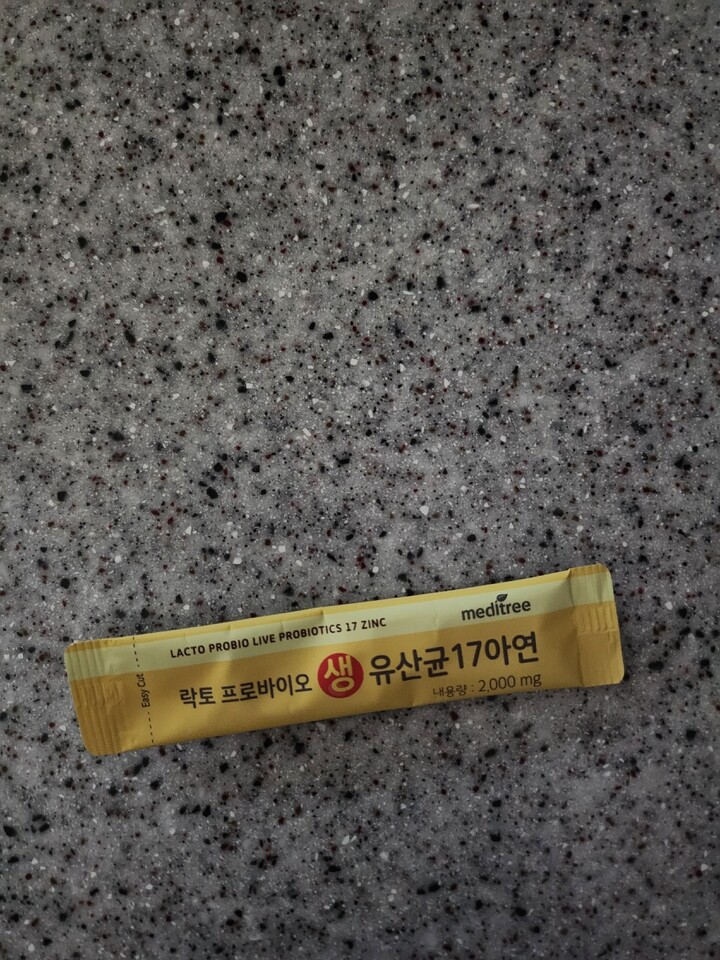 meditree
LACTO PROBIO LIVE PROBIOTICS 17 ZINC
락토 프로바이오 생 유산균17아연
내용량 : 2,000 mg
Easy Cut